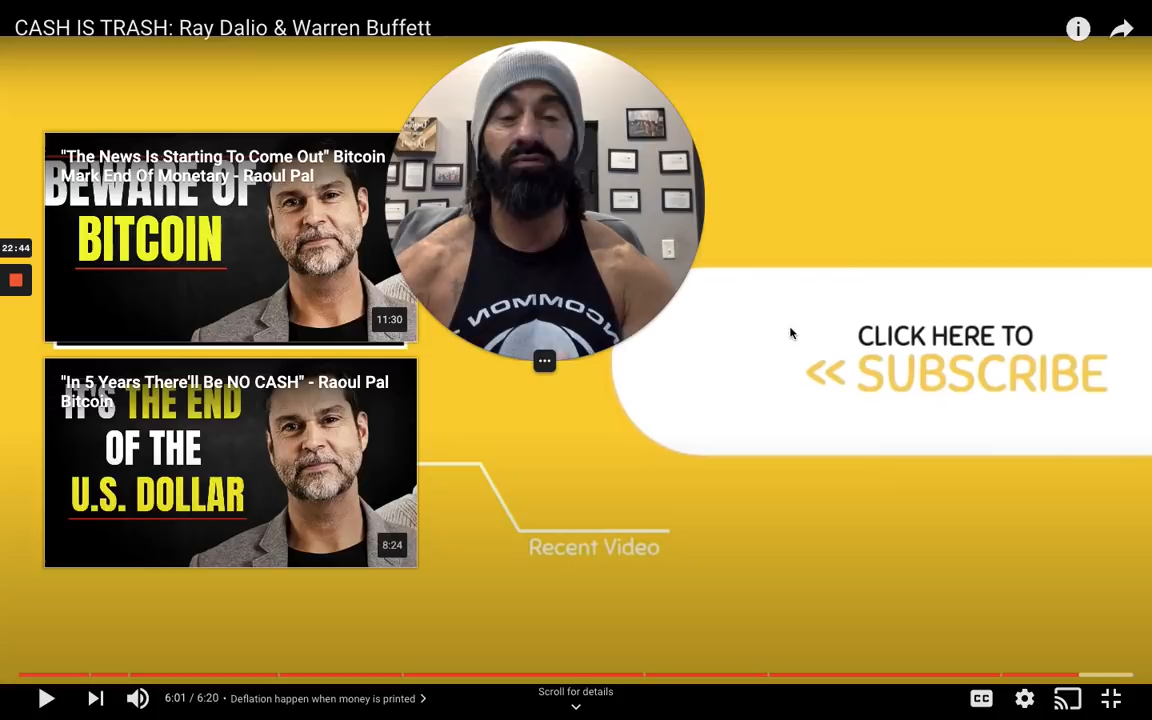 CASH IS TRASH: Ray Dalio & Warren Buffett
"The News Is Starting To Come Out" Bitcoin
Mark End Of Monetary - Raoul Pal
BEWARE OF
BITCOIN
11:30
22:44
UNCOMMON
CLICK HERE TO
<< SUBSCRIBE
"In 5 Years There'll Be NO CASH" - Raoul Pal
Bitcoin
IT'S THE END
OF THE
U.S. DOLLAR
8:24
Recent Video
6:01 / 6:20 • Deflation happen when money is printed >
Scroll for details
CC